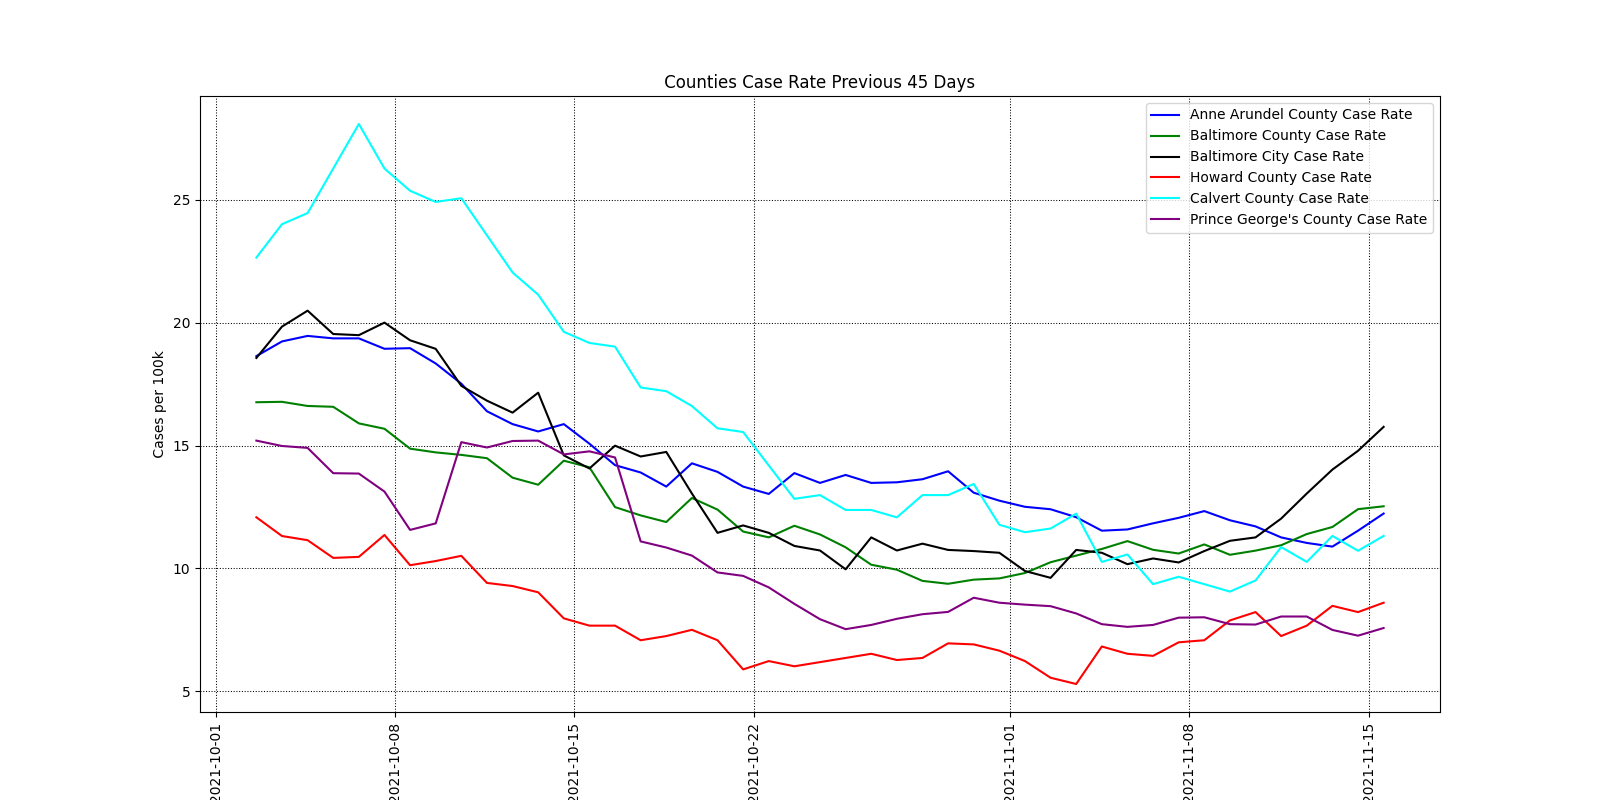 Counties Case Rate Previous 45 Days
Anne Arundel County Case Rate
Baltimore County Case Rate
Baltimore City Case Rate
Howard County Case Rate
Calvert County Case Rate
Prince George's County Case Rate
Cases per 100k
25
20
15
10
5
2021-10-01
2021-10-08
2021-10-15
2021-10-22
2021-11-01
2021-11-08
2021-11-15